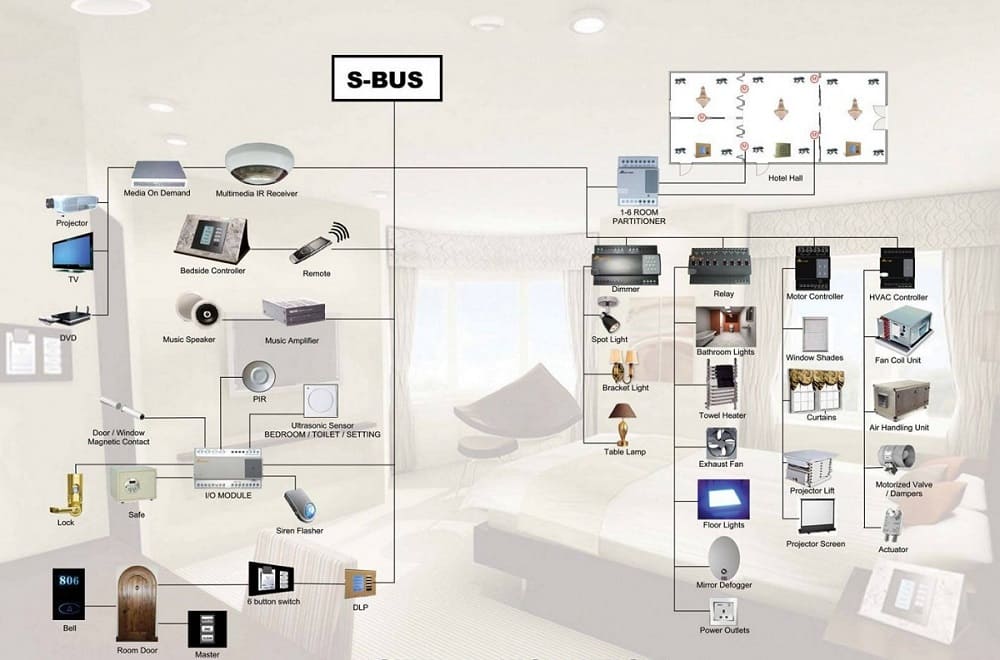 S-BUS
Media On Demand
Multimedia IR Receiver
Projector
TV
DVD
Bedside Controller
Remote
Music Speaker
Music Amplifier
PIR
Ultrasonic Sensor
BEDROOM / TOILET / SETTING
Door / Window
Magnetic Contact
I/O MODULE
Lock
Safe
Siren Flasher
806
Bell
Room Door
Master
6 button switch
DLP
1-6 ROOM
PARTITIONER
Hotel Hall
M
M
M
M
M
Dimmer
Spot Light
Bracket Light
Table Lamp
Relay
Bathroom Lights
Towel Heater
Exhaust Fan
Floor Lights
Mirror Defogger
Power Outlets
Motor Controller
Window Shades
Curtains
Projector Lift
Projector Screen
HVAC Controller
Fan Coil Unit
Air Handling Unit
Motorized Valve
/ Dampers
Actuator